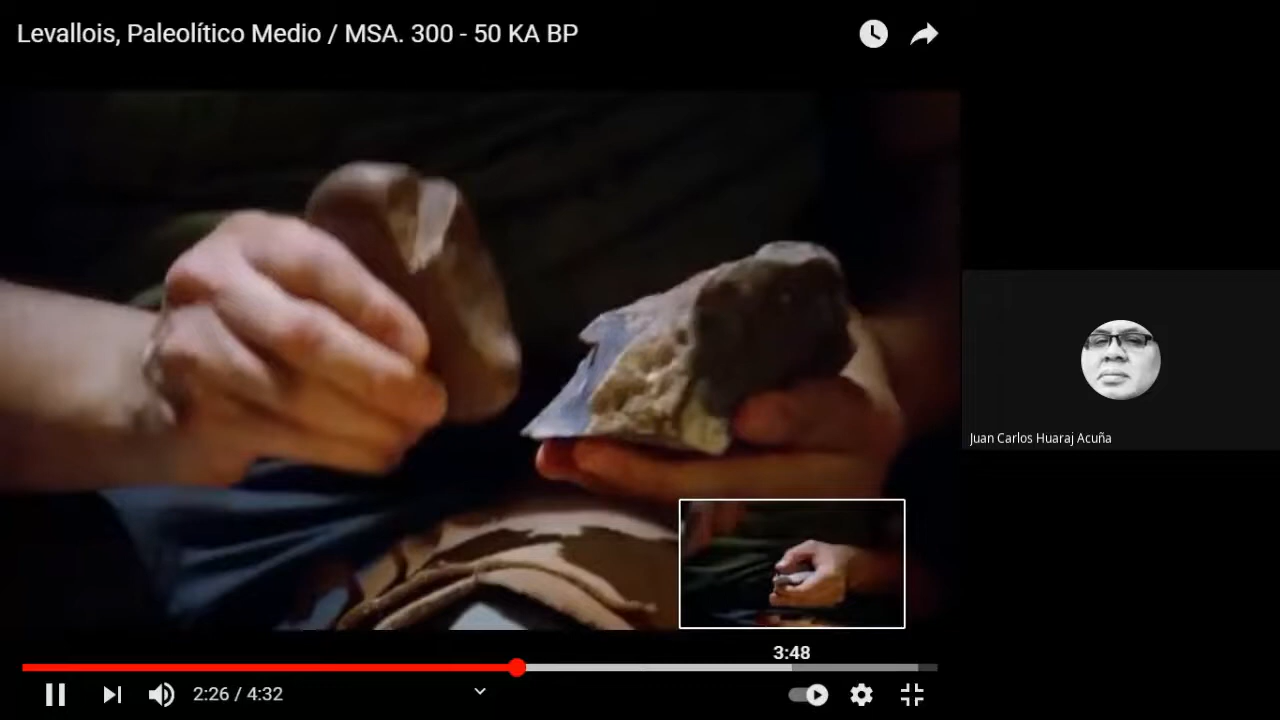 Levallois, Paleolítico Medio / MSA. 300 - 50 KA BP
Juan Carlos Huaraj Acuña
3:48
2:26 / 4:32